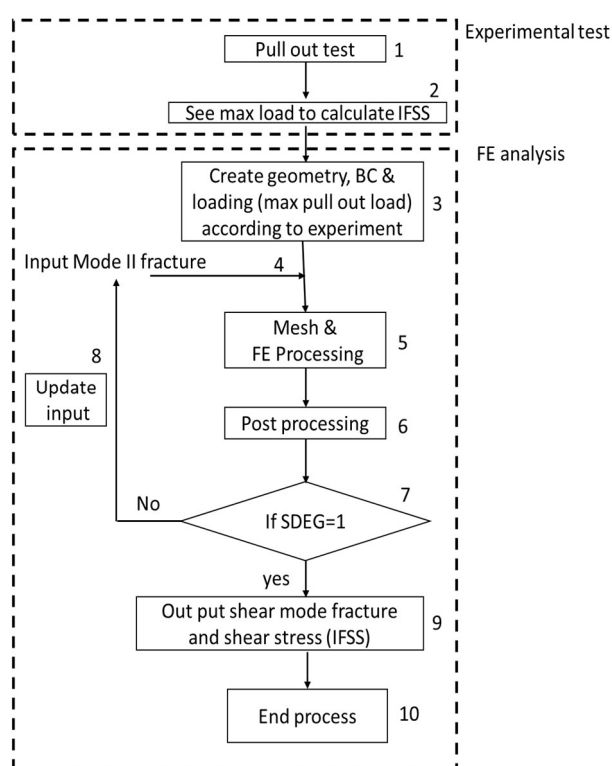 Experimental test
Pull out test
1
2
See max load to calculate IFSS
FE analysis
Create geometry, BC &
loading (max pull out load)
according to experiment
3
Input Mode II fracture
4
Mesh &
FE Processing
5
8
Update
input
Post processing
6
7
If SDEG=1
No
yes
Out put shear mode fracture
and shear stress (IFSS)
9
End process
10